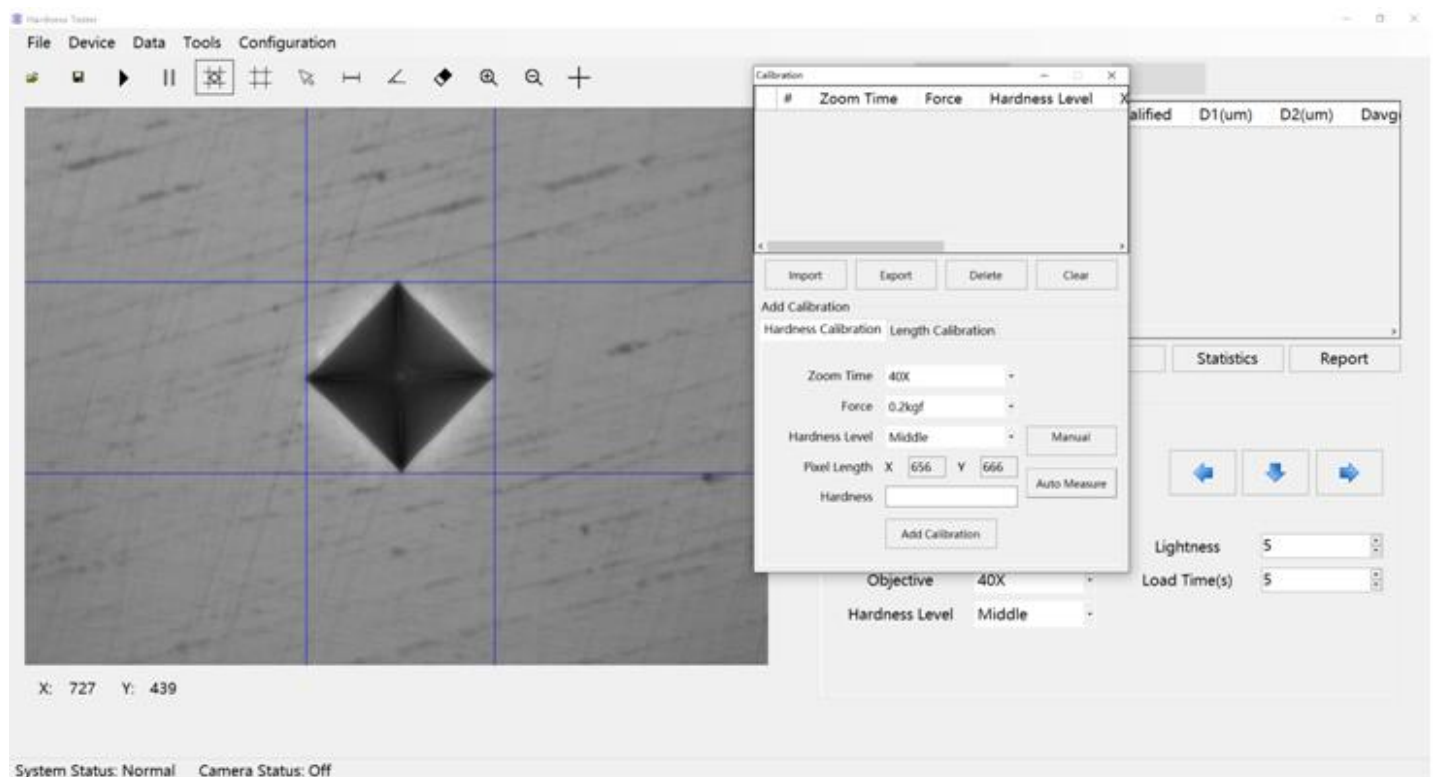 Hardness Tester
File Device Data Tools Configuration
Calibration
# Zoom Time Force Hardness Level X
alified D1(um) D2(um) Davg
Import Export Delete Clear
Add Calibration
Hardness Calibration Length Calibration
Statistics Report
Zoom Time 40X
Force 0.2kgf
Hardness Level Middle Manual
Pixel Length X 656 Y 666
Auto Measure
Hardness
Add Calibration
Lightness 5
Objective 40X Load Time(s) 5
Hardness Level Middle
X: 727 Y: 439
System Status: Normal Camera Status: Off